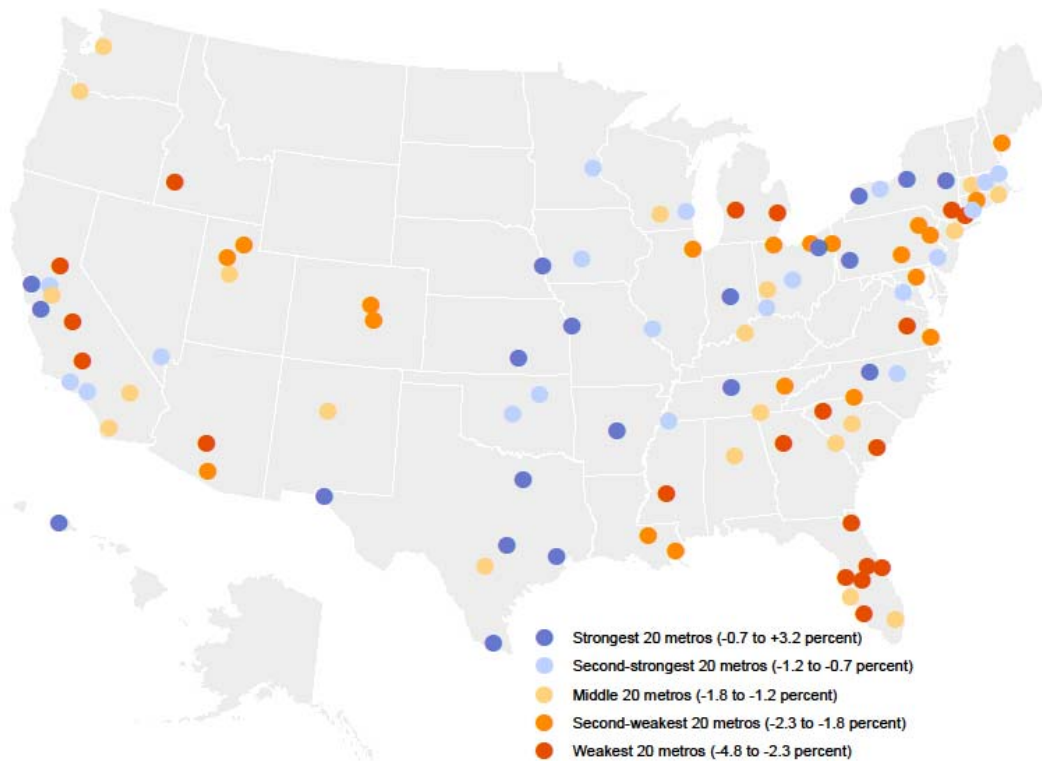 Strongest 20 metros (-0.7 to +3.2 percent)
Second-strongest 20 metros (-1.2 to -0.7 percent)
Middle 20 metros (-1.8 to -1.2 percent)
Second-weakest 20 metros (-2.3 to -1.8 percent)
Weakest 20 metros (-4.8 to -2.3 percent)